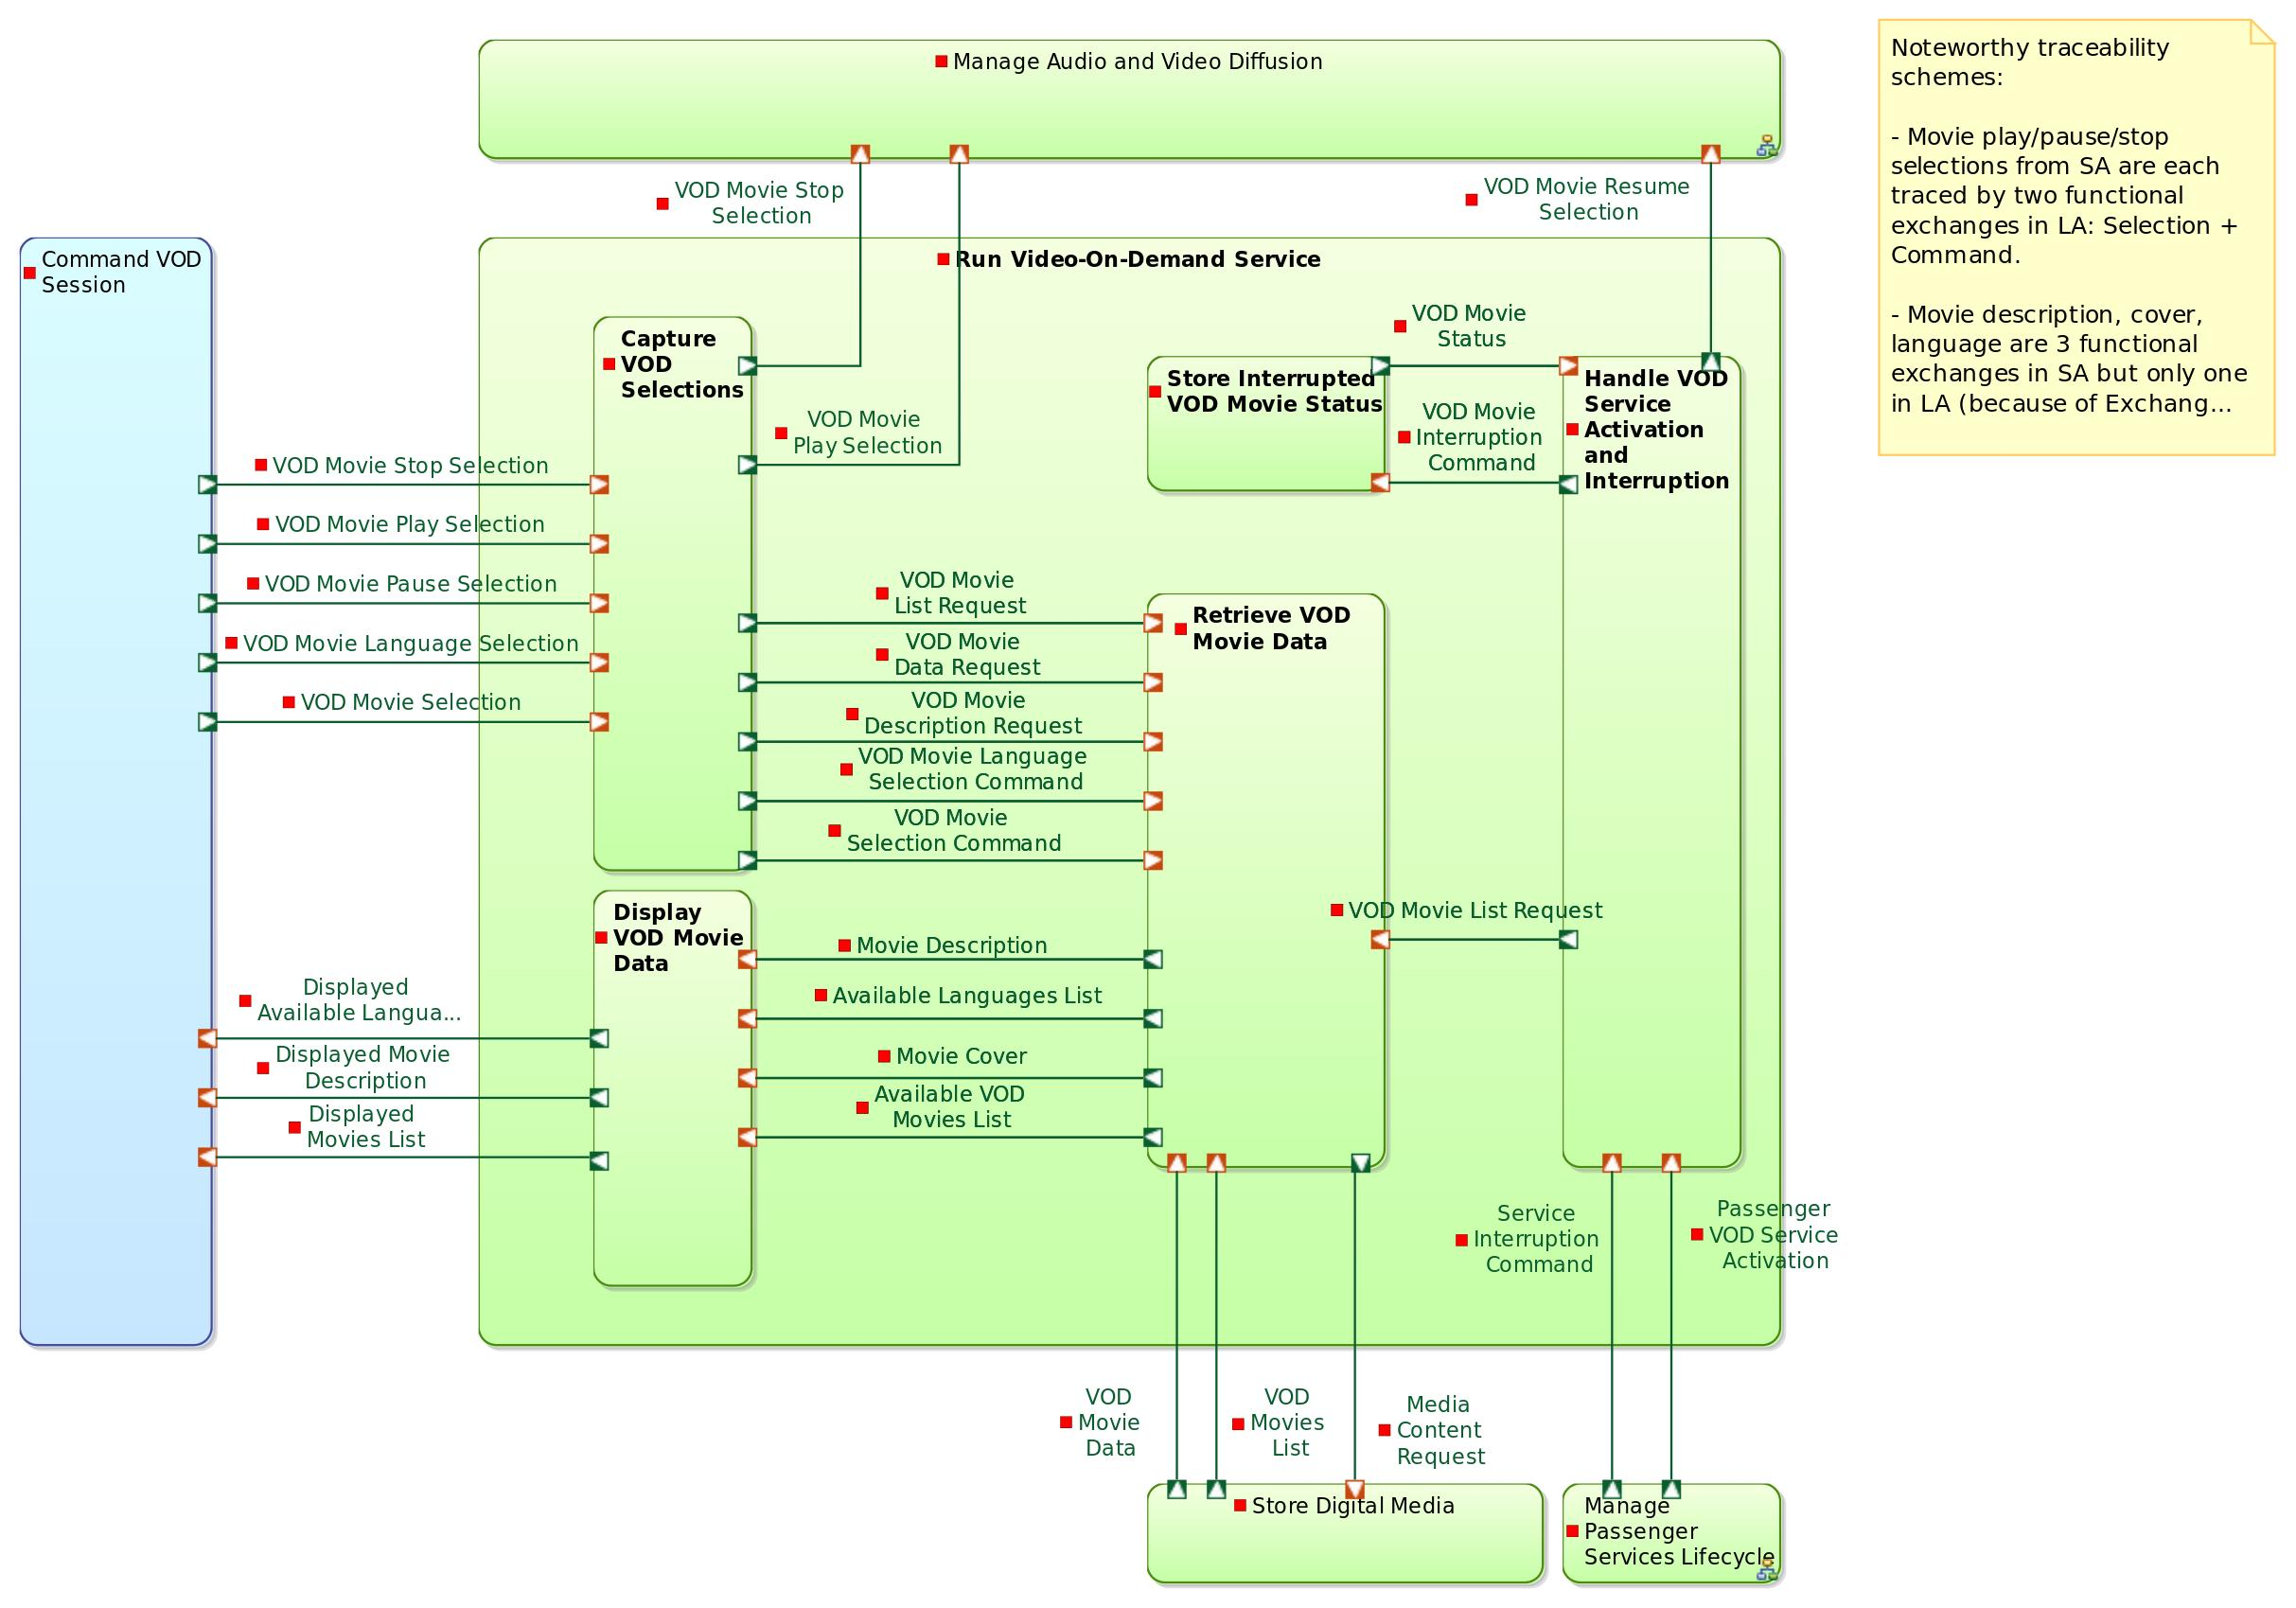 Manage Audio and Video Diffusion
VOD Movie Stop
Selection
VOD Movie Resume
Selection
Noteworthy traceability
schemes:
- Movie play/pause/stop
selections from SA are each
traced by two functional
exchanges in LA: Selection +
Command.
- Movie description, cover,
language are 3 functional
exchanges in SA but only one
in LA (because of Exchang...
Command VOD
Session
Run Video-On-Demand Service
Capture
VOD
Selections
VOD Movie
Play Selection
VOD Movie
Status
Store Interrupted
VOD Movie Status
VOD Movie
Interruption
Command
Handle VOD
Service
Activation
and
Interruption
VOD Movie Stop Selection
VOD Movie Play Selection
VOD Movie Pause Selection
VOD Movie Language Selection
VOD Movie Selection
VOD Movie
List Request
VOD Movie
Data Request
VOD Movie
Description Request
VOD Movie Language
Selection Command
VOD Movie
Selection Command
Retrieve VOD
Movie Data
VOD Movie List Request
Display
VOD Movie
Data
Movie Description
Available Languages List
Movie Cover
Available VOD
Movies List
Displayed
Available Langua...
Displayed Movie
Description
Displayed
Movies List
Service
Interruption
Command
Passenger
VOD Service
Activation
VOD
Movie
Data
VOD
Movies
List
Media
Content
Request
Store Digital Media
Manage
Passenger
Services Lifecycle